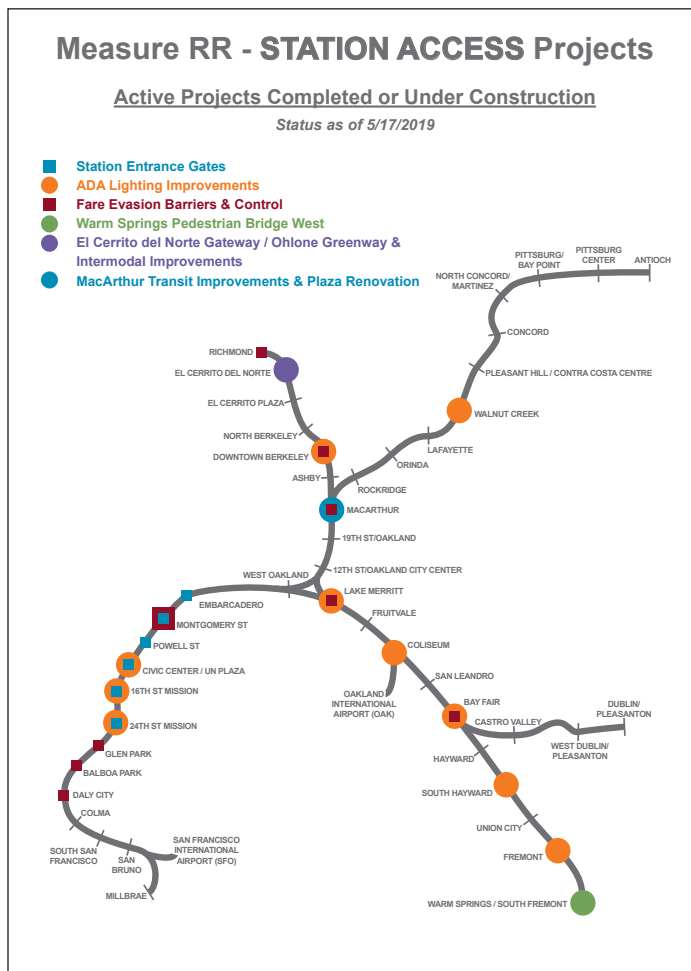 Measure RR - STATION ACCESS Projects
Active Projects Completed or Under Construction
Status as of 5/17/2019
Station Entrance Gates
ADA Lighting Improvements
Fare Evasion Barriers & Control
Warm Springs Pedestrian Bridge West
El Cerrito del Norte Gateway / Ohlone Greenway &
Intermodal Improvements
MacArthur Transit Improvements & Plaza Renovation
PITTSBURG/
BAY POINT
PITTSBURG
CENTER
ANTIOCH
NORTH CONCORD/
MARTINEZ
CONCORD
RICHMOND
EL CERRITO DEL NORTE
PLEASANT HILL / CONTRA COSTA CENTRE
EL CERRITO PLAZA
WALNUT CREEK
NORTH BERKELEY
LAFAYETTE
DOWNTOWN BERKELEY
ORINDA
ASHBY
ROCKRIDGE
MACARTHUR
19TH ST/OAKLAND
12TH ST/OAKLAND CITY CENTER
WEST OAKLAND
LAKE MERRITT
EMBARCADERO
FRUITVALE
MONTGOMERY ST
POWELL ST
COLISEUM
CIVIC CENTER / UN PLAZA
SAN LEANDRO
16TH ST MISSION
OAKLAND
INTERNATIONAL
AIRPORT (OAK)
BAY FAIR
DUBLIN/
PLEASANTON
24TH ST MISSION
CASTRO VALLEY
WEST DUBLIN/
PLEASANTON
GLEN PARK
HAYWARD
BALBOA PARK
SOUTH HAYWARD
DALY CITY
COLMA
UNION CITY
SOUTH SAN
FRANCISCO
SAN
BRUNO
SAN FRANCISCO
INTERNATIONAL
AIRPORT (SFO)
FREMONT
MILLBRAE
WARM SPRINGS / SOUTH FREMONT